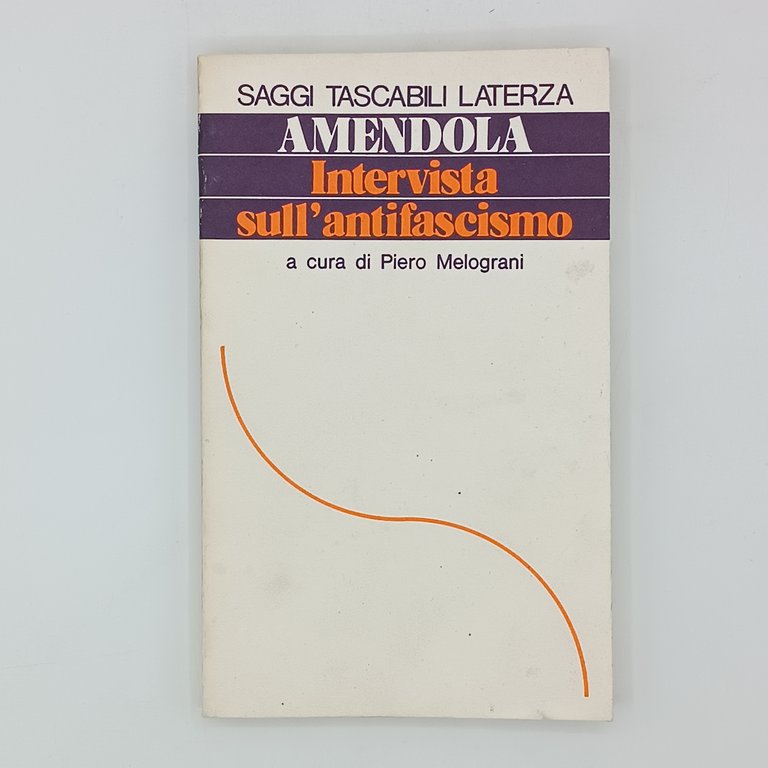 SAGGI TASCABILI LATERZA
AMENDOLA
Intervista
sull'antifascismo
a cura di Piero Melograni